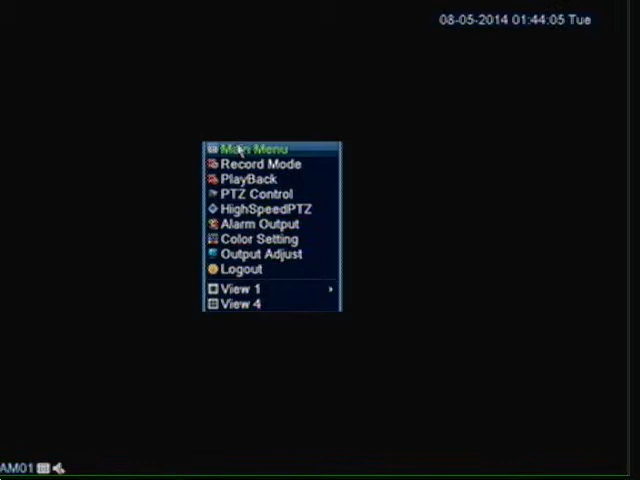 08-05-2014 01:44:05 Tue
Main Menu
Record Mode
PlayBack
PTZ Control
HighSpeedPTZ
Alarm Output
Color Setting
Output Adjust
Logout
View 1
View 4
AM01